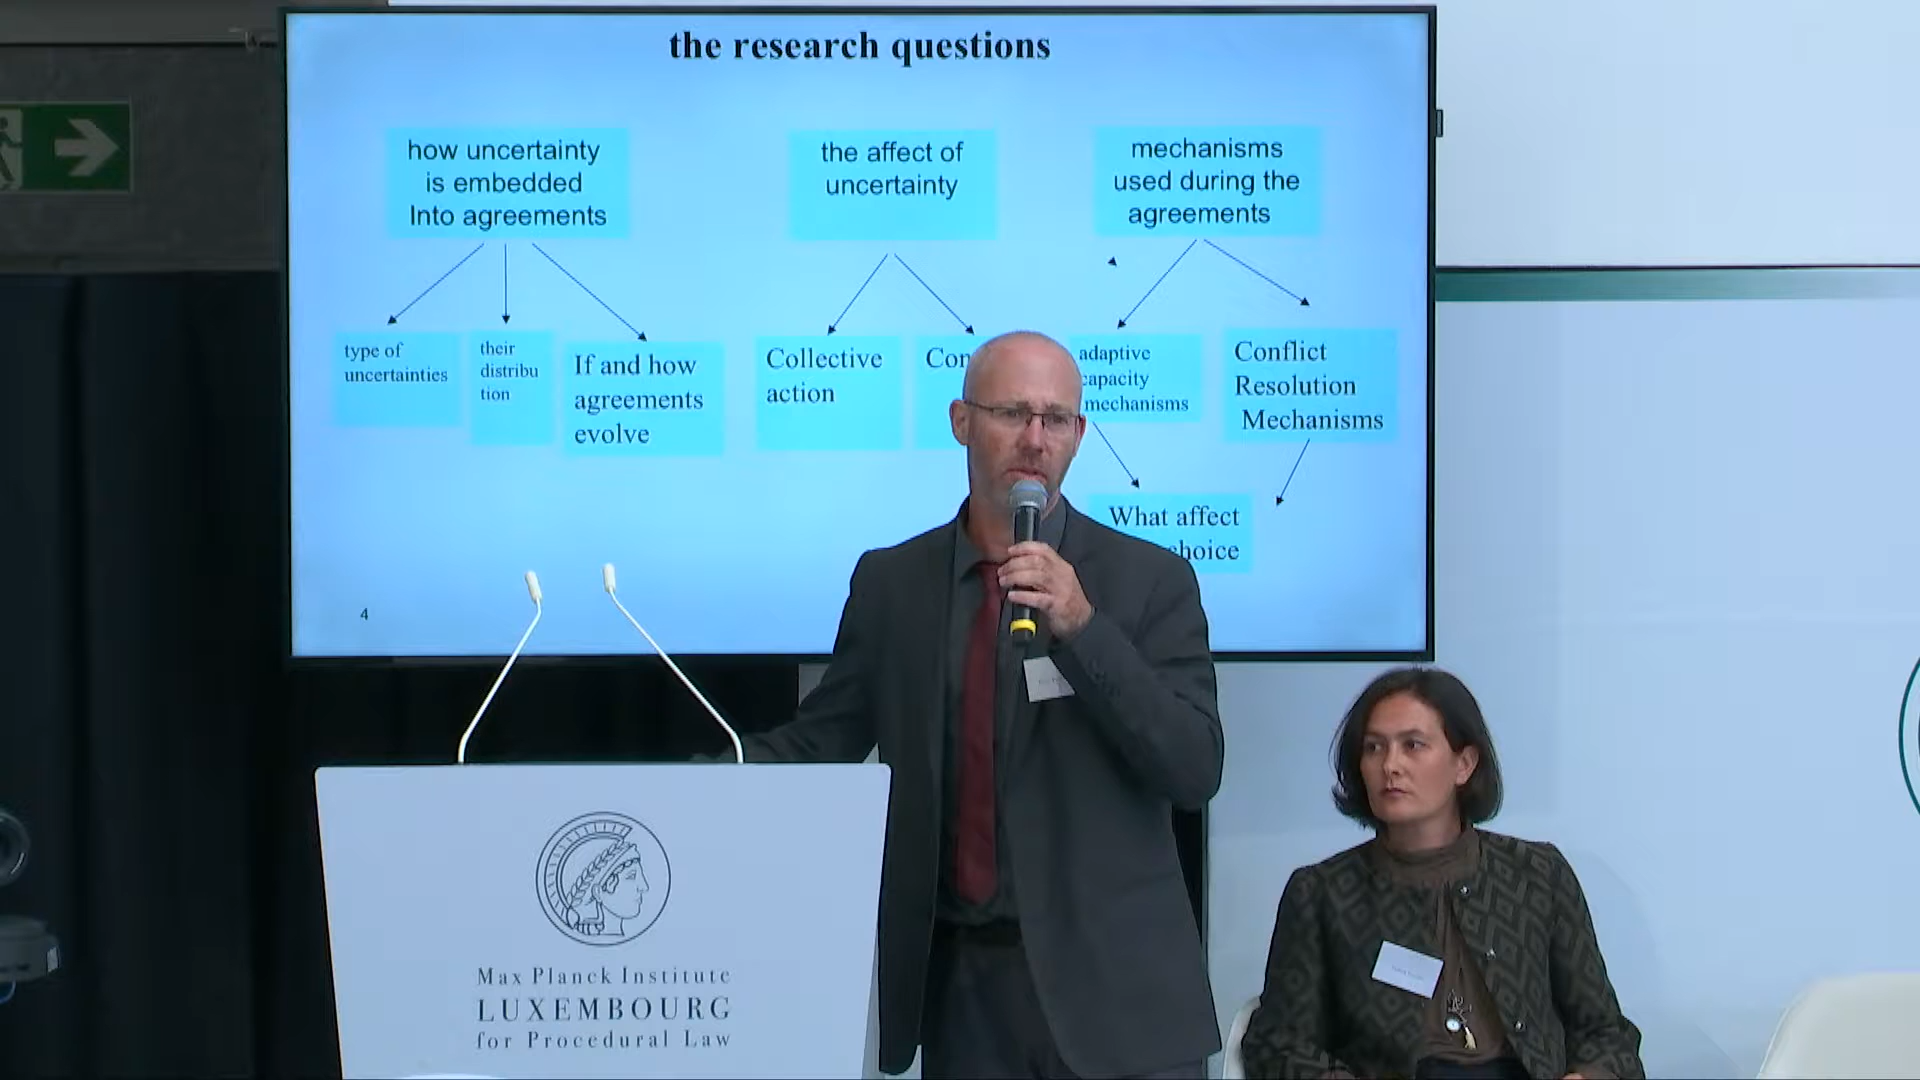 the research questions
how uncertainty
is embedded
Into agreements
the affect of
uncertainty
mechanisms
used during the
agreements
type of
uncertainties
their
distribu
tion
If and how
agreements
evolve
Collective
action
adaptive
capacity
mechanisms
Conflict
Resolution
Mechanisms
What affect
choice
4
Max Planck Institute
LUXEMBOURG
for Procedural Law